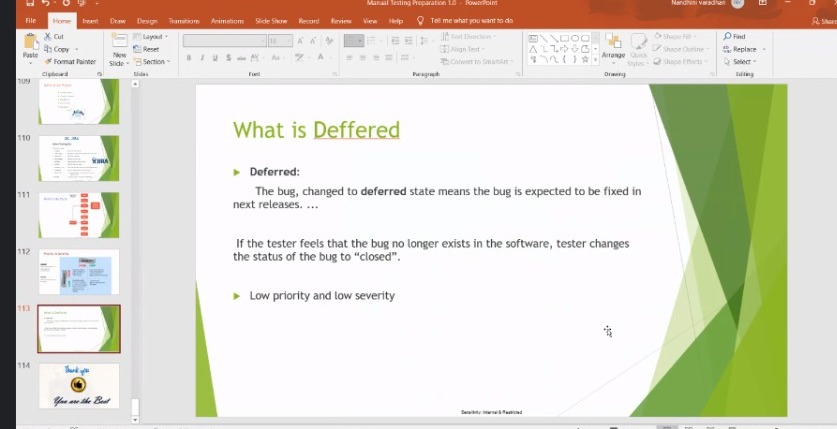 Manual Testing Preparation 1.0 - PowerPoint
Nandhini Varadhan
File Home Insert Draw Design Transitions Animations Slide Show Record Review View Help Tell me what you want to do
Cut
Copy
Format Painter
Paste
Clipboard
New
Slide
Layout
Reset
Section
Slides
Font
Text Direction
Align Text
Convert to SmartArt
Paragraph
Arrange
Quick
Styles
Shape Fill
Shape Outline
Shape Effects
Drawing
Find
Replace
Select
Editing
109
110
111
112
113
114
Thank you
You are the Best
What is Deffered
Deferred:
The bug, changed to deferred state means the bug is expected to be fixed in
next releases. ...
If the tester feels that the bug no longer exists in the software, tester changes
the status of the bug to “closed”.
Low priority and low severity
Sensitivity: Internal & Restricted